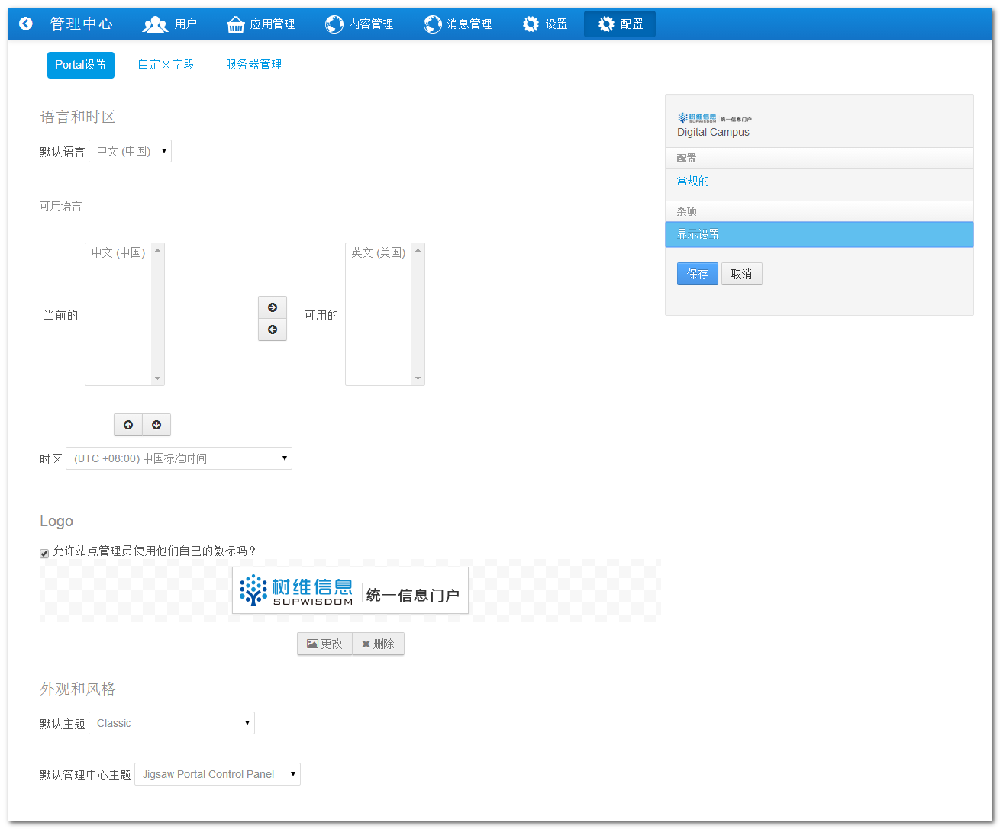 管理中心 用户 应用管理 内容管理 消息管理 设置 配置
Portal设置 自定义字段 服务器管理
语言和时区
默认语言 中文 (中国)
可用语言
当前的 中文 (中国) 可用的 英文 (美国)
时区 (UTC +08:00) 中国标准时间
Logo
允许站点管理员使用他们自己的徽标吗?
树维信息 SUPWISDOM 统一信息门户
更改 删除
外观和风格
默认主题 Classic
默认管理中心主题 Jigsaw Portal Control Panel
树维信息 SUPWISDOM 统一信息门户
Digital Campus
配置
常规的
杂项
显示设置
保存 取消